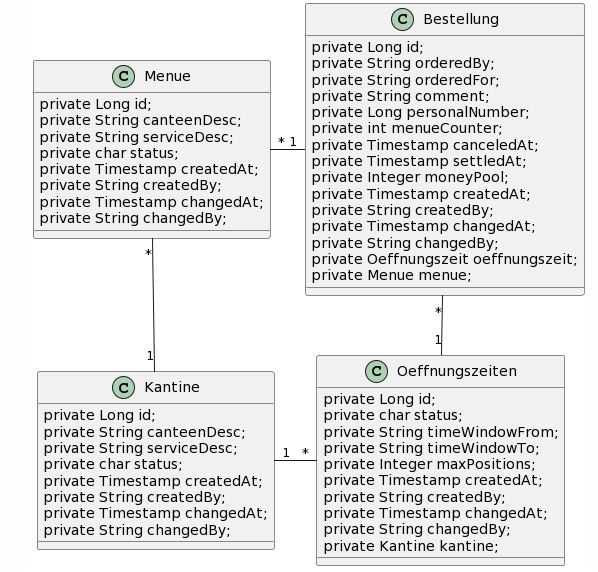 C Menue
private Long id;
private String canteenDesc;
private String serviceDesc;
private char status;
private Timestamp createdAt;
private String createdBy;
private Timestamp changedAt;
private String changedBy;
* 1
C Bestellung
private Long id;
private String orderedBy;
private String orderedFor;
private String comment;
private Long personalNumber;
private int menueCounter;
private Timestamp canceledAt;
private Timestamp settledAt;
private Integer moneyPool;
private Timestamp createdAt;
private String createdBy;
private Timestamp changedAt;
private String changedBy;
private Oeffnungszeit oeffnungszeit;
private Menue menue;
*
1
*
1
C Kantine
private Long id;
private String canteenDesc;
private String serviceDesc;
private char status;
private Timestamp createdAt;
private String createdBy;
private Timestamp changedAt;
private String changedBy;
1 *
C Oeffnungszeiten
private Long id;
private char status;
private String timeWindowFrom;
private String timeWindowTo;
private Integer maxPositions;
private Timestamp createdAt;
private String createdBy;
private Timestamp changedAt;
private String changedBy;
private Kantine kantine;